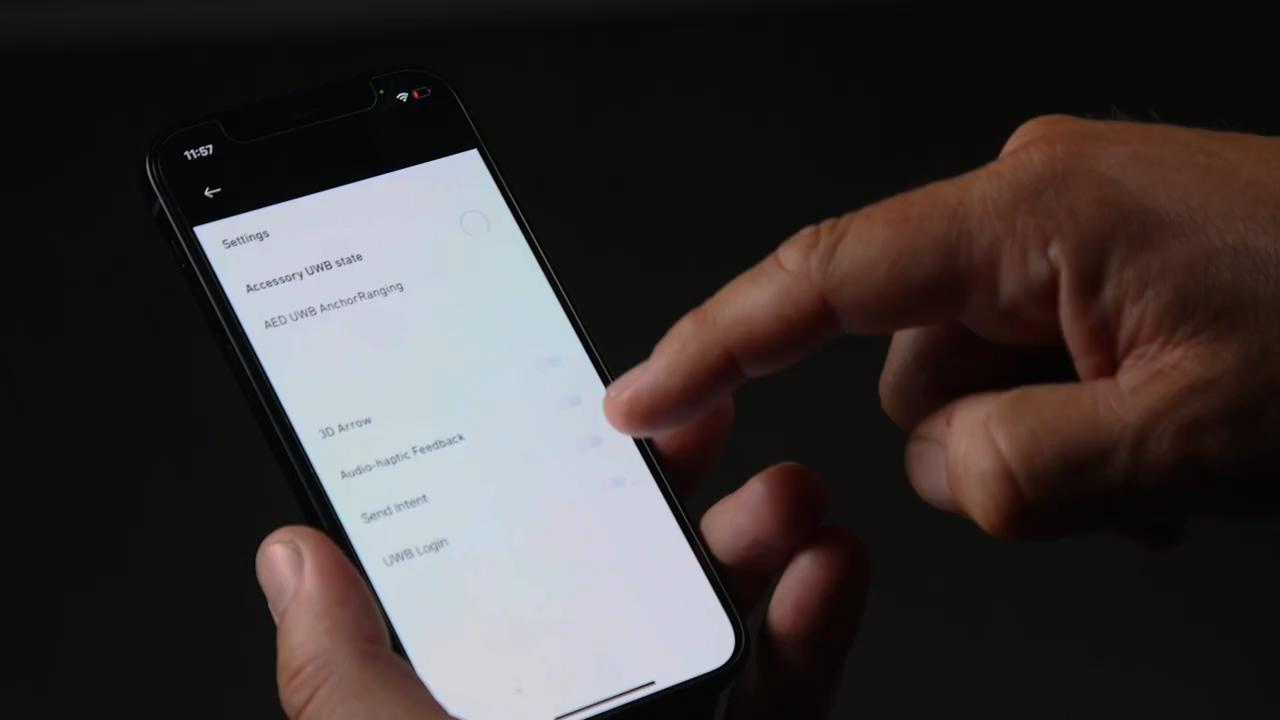 11:57
Settings
Accessory UWB state
AED UWB AnchorRanging
3D Arrow
Audio-haptic Feedback
Send Intent
UWB Login